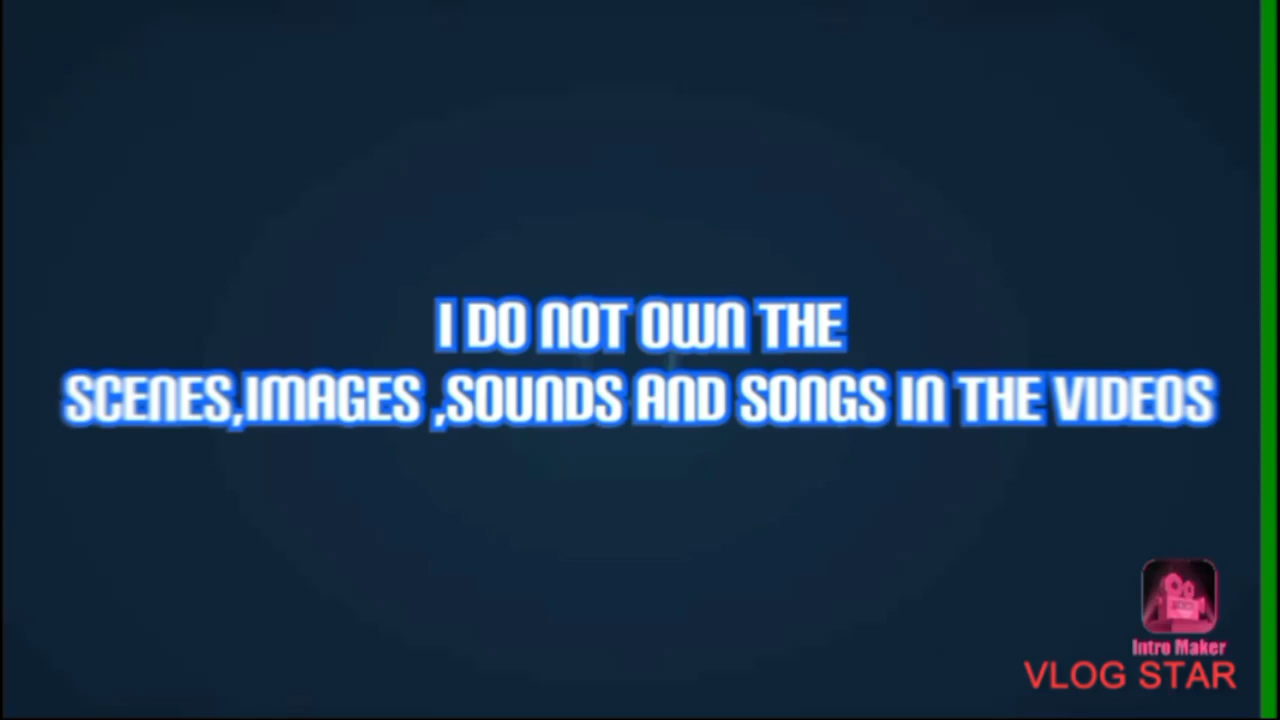 I DO NOT OWN THE
SCENES,IMAGES ,SOUNDS AND SONGS IN THE VIDEOS
Intro Maker
VLOG STAR